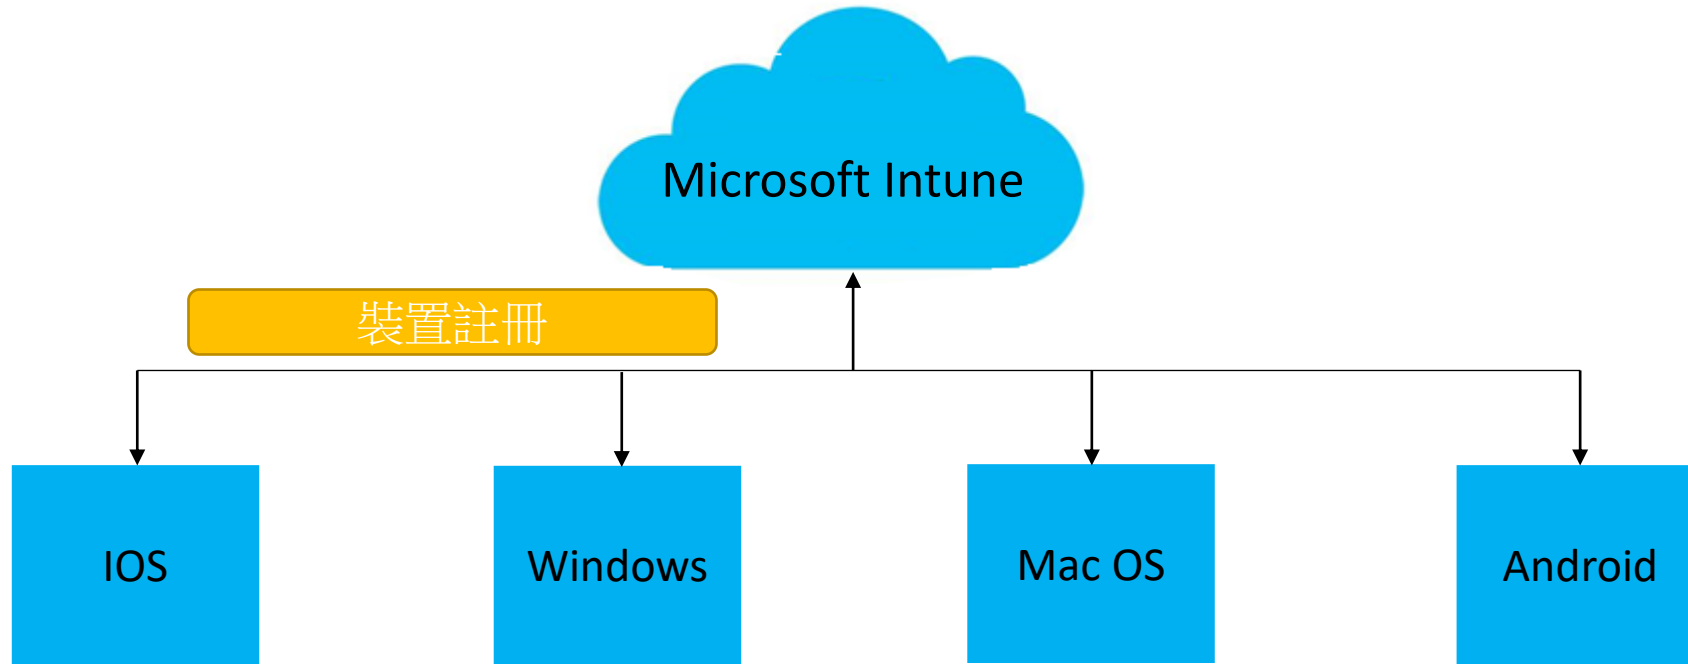 Microsoft Intune
裝置註冊
IOS
Windows
Mac OS
Android